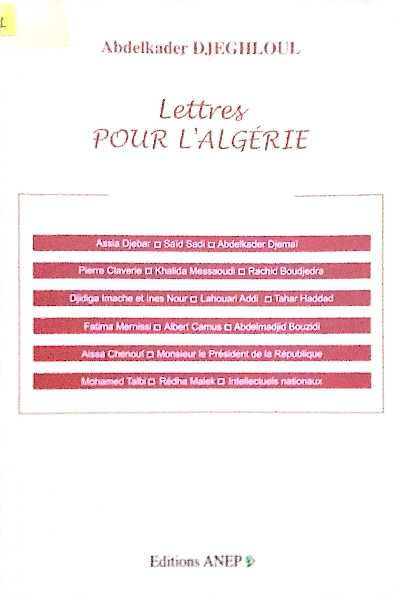 Abdelkader DJEGHLOUL
Lettres
POUR L'ALGÉRIE
Assia Djebar □ Saïd Sadi □ Abdelkader Djemaï
Pierre Claverie □ Khalida Messaoudi □ Rachid Boudjedra
Djidjga Imache et Ines Nour □ Lahouari Addi □ Tahar Haddad
Fatima Mernissi □ Albert Camus □ Abdelmadjid Bouzidi
Aissa Chenouf □ Monsieur le Président de la République
Mohamed Talbi □ Rédha Malek □ Intellectuels nationaux
Editions ANEP